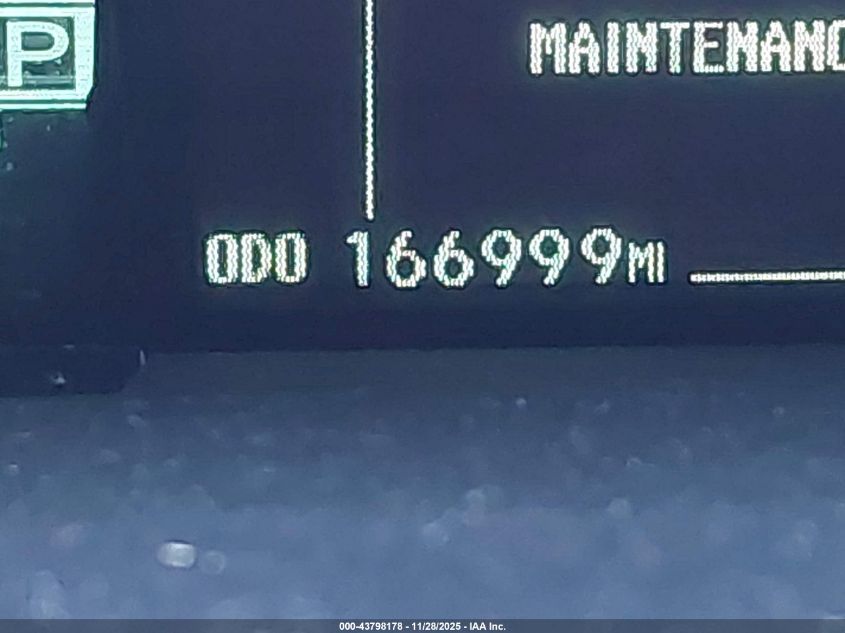 P
MAINTENANC
ODO 166999MI
000-43798178 - 11/28/2025 - IAA Inc.